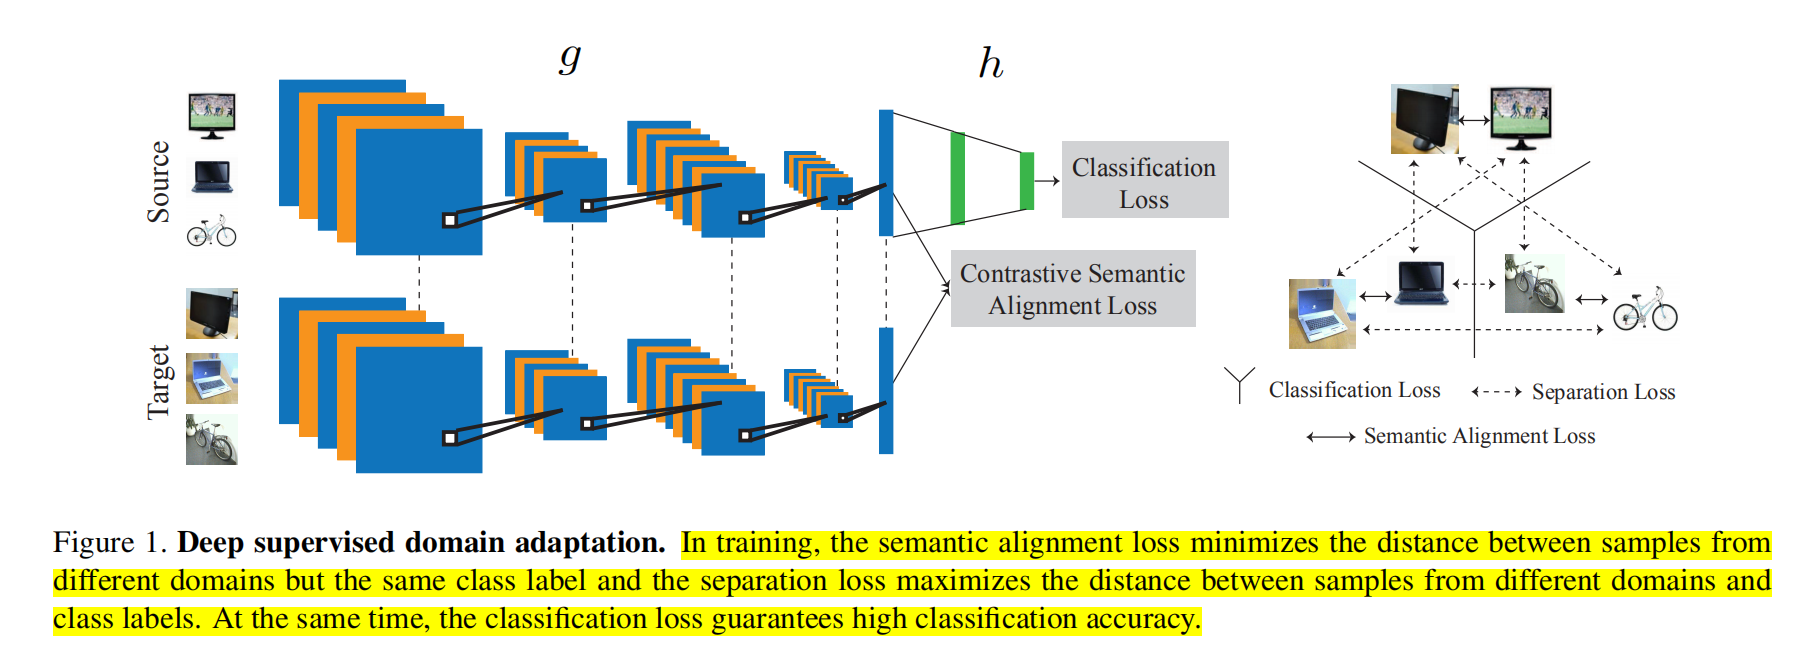 g
h
Source
Target
Classification
Loss
Contrastive Semantic
Alignment Loss
Classification Loss
Separation Loss
Semantic Alignment Loss
Figure 1. Deep supervised domain adaptation. In training, the semantic alignment loss minimizes the distance between samples from
different domains but the same class label and the separation loss maximizes the distance between samples from different domains and
class labels. At the same time, the classification loss guarantees high classification accuracy.